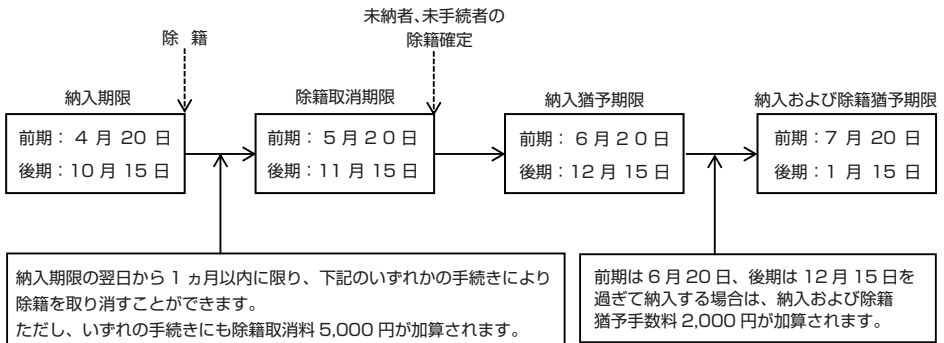 除 籍
未納者、未手続者の
除籍確定
納入期限
前期：4 月 20 日
後期：10 月 15 日
除籍取消期限
前期：5 月 2 0 日
後期：11 月 15 日
納入猶予期限
前期：6 月 2 0 日
後期：12 月 15 日
納入および除籍猶予期限
前期：7 月 20 日
後期：1 月 15 日
納入期限の翌日から 1 ヵ月以内に限り、下記のいずれかの手続きにより
除籍を取り消すことができます。
ただし、いずれの手続きにも除籍取消料 5,000 円が加算されます。
前期は 6 月 20 日、後期は 12 月 15 日を
過ぎて納入する場合は、納入および除籍
猶予手数料 2,000 円が加算されます。